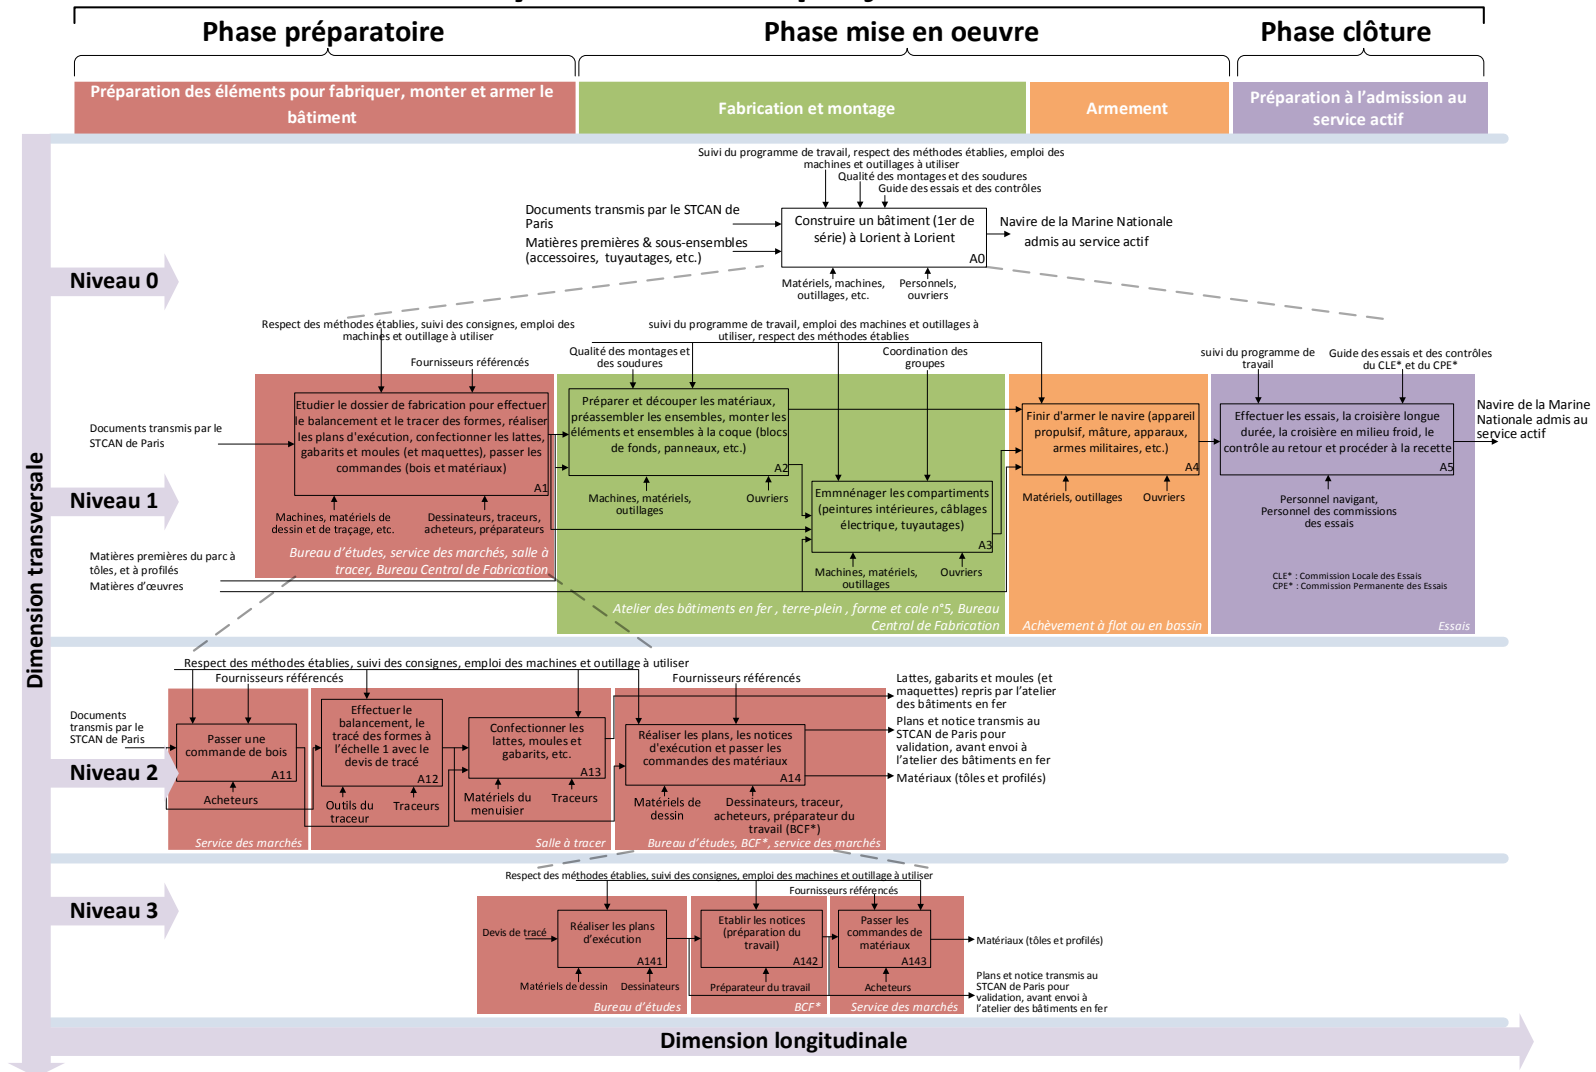 Phase préparatoire
Phase mise en oeuvre
Phase clôture
Préparation des éléments pour fabriquer, monter et armer le
bâtiment
Fabrication et montage
Armement
Préparation à l'admission au
service actif
Dimension transversale
Niveau 0
Suivi du programme de travail, respect des méthodes établies, emploi des
machines et outillages à utiliser
Qualité des montages et des soudures
Guide des essais et des contrôles
Documents transmis par le STCAN de
Paris
Matières premières & sous-ensembles
(accessoires, tuyautages, etc.)
Construire un bâtiment (1er de
série) à Lorient à Lorient
A0
Navire de la Marine Nationale
admis au service actif
Matériels, machines,
outillages, etc.
Personnels,
ouvriers
Niveau 1
Respect des méthodes établies, suivi des consignes, emploi des
machines et outillage à utiliser
Fournisseurs référencés
Documents transmis par le
STCAN de Paris
Etudier le dossier de fabrication pour effectuer
le balancement et le tracer des formes, réaliser
les plans d'exécution, confectionner les lattes,
gabarits et moules (et maquettes), passer les
commandes (bois et matériaux)
A1
Machines, matériels de
dessin et de traçage, etc.
Dessinateurs, traceurs,
acheteurs, préparateurs
Bureau d'études, service des marchés, salle à
tracer, Bureau Central de Fabrication
Matières premières du parc à
tôles, et à profilés
Matières d'œuvres
suivi du programme de travail, emploi des machines et outillages à
utiliser, respect des méthodes établies
Qualité des montages et
des soudures
Coordination des
groupes
Préparer et découper les matériaux,
préassembler les ensembles, monter les
éléments et ensembles à la coque (blocs
de fonds, panneaux, etc.)
A2
Machines, matériels,
outillages
Ouvriers
Emmnénager les compartiments
(peintures intérieures, câblages
électrique, tuyautages)
A3
Machines, matériels,
outillages
Ouvriers
Atelier des bâtiments en fer , terre-plein , forme et cale n°5, Bureau
Central de Fabrication
Finir d'armer le navire (appareil
propulsif, mâture, apparaux,
armes militaires, etc.)
A4
Matériels, outillages
Ouvriers
Achèvement à flot ou en bassin
suivi du programme de
travail
Guide des essais et des contrôles
du CLE* et du CPE*
Effectuer les essais, la croisière longue
durée, la croisière en milieu froid, le
contrôle au retour et procéder à la recette
A5
Navire de la Marine
Nationale admis au
service actif
Personnel navigant,
Personnel des commissions
des essais
CLE* : Commission Locale des Essais
CPE* : Commission Permanente des Essais
Essais
Niveau 2
Respect des méthodes établies, suivi des consignes, emploi des machines et outillage à utiliser
Fournisseurs référencés
Fournisseurs référencés
Documents
transmis par le
STCAN de Paris
Passer une
commande de bois
A11
Acheteurs
Service des marchés
Effectuer le
balancement, le
tracé des formes à
l'échelle 1 avec le
devis de tracé
A12
Outils du
traceur
Traceurs
Confectionner les
lattes, moules et
gabarits, etc.
A13
Matériels du
menuisier
Traceurs
Salle à tracer
Réaliser les plans, les notices
d'exécution et passer les
commandes des matériaux
A14
Matériels de
dessin
Dessinateurs, traceur,
acheteurs, préparateur du
travail (BCF*)
Bureau d'études, BCF*, service des marchés
Lattes, gabarits et moules (et
maquettes) repris par l'atelier
des bâtiments en fer
Plans et notice transmis au
STCAN de Paris pour
validation, avant envoi à
l'atelier des bâtiments en fer
Matériaux (tôles et profilés)
Niveau 3
Respect des méthodes établies, suivi des consignes, emploi des machines et outillage à utiliser
Fournisseurs référencés
Devis de tracé
Réaliser les plans
d'exécution
A141
Matériels de dessin
Dessinateurs
Bureau d'études
Etablir les notices
(préparation du
travail)
A142
Préparateur du travail
BCF*
Passer les
commandes de
matériaux
A143
Acheteurs
Service des marchés
Matériaux (tôles et profilés)
Plans et notice transmis au
STCAN de Paris pour
validation, avant envoi à
l'atelier des bâtiments en fer
Dimension longitudinale